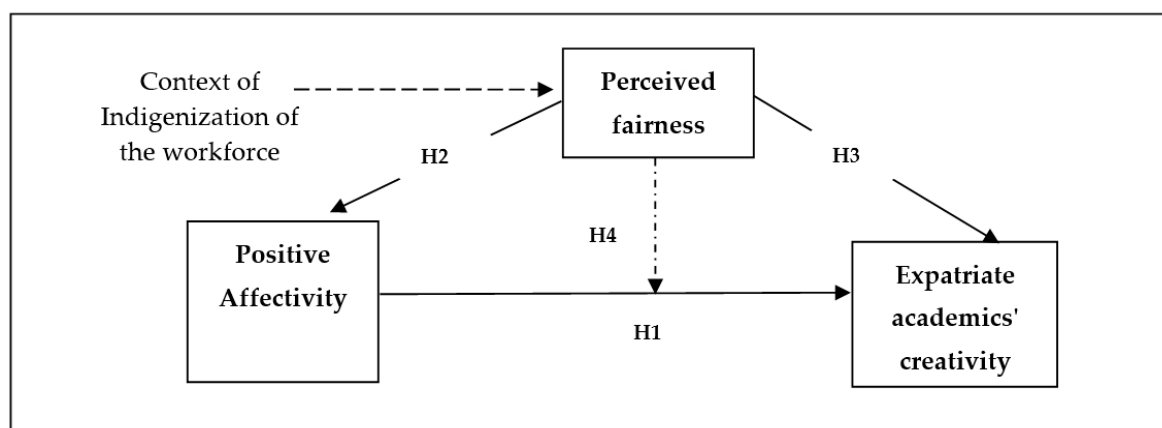 Context of
Indigenization of
the workforce
Perceived
fairness
H2
H3
H4
Positive
Affectivity
H1
Expatriate
academics'
creativity